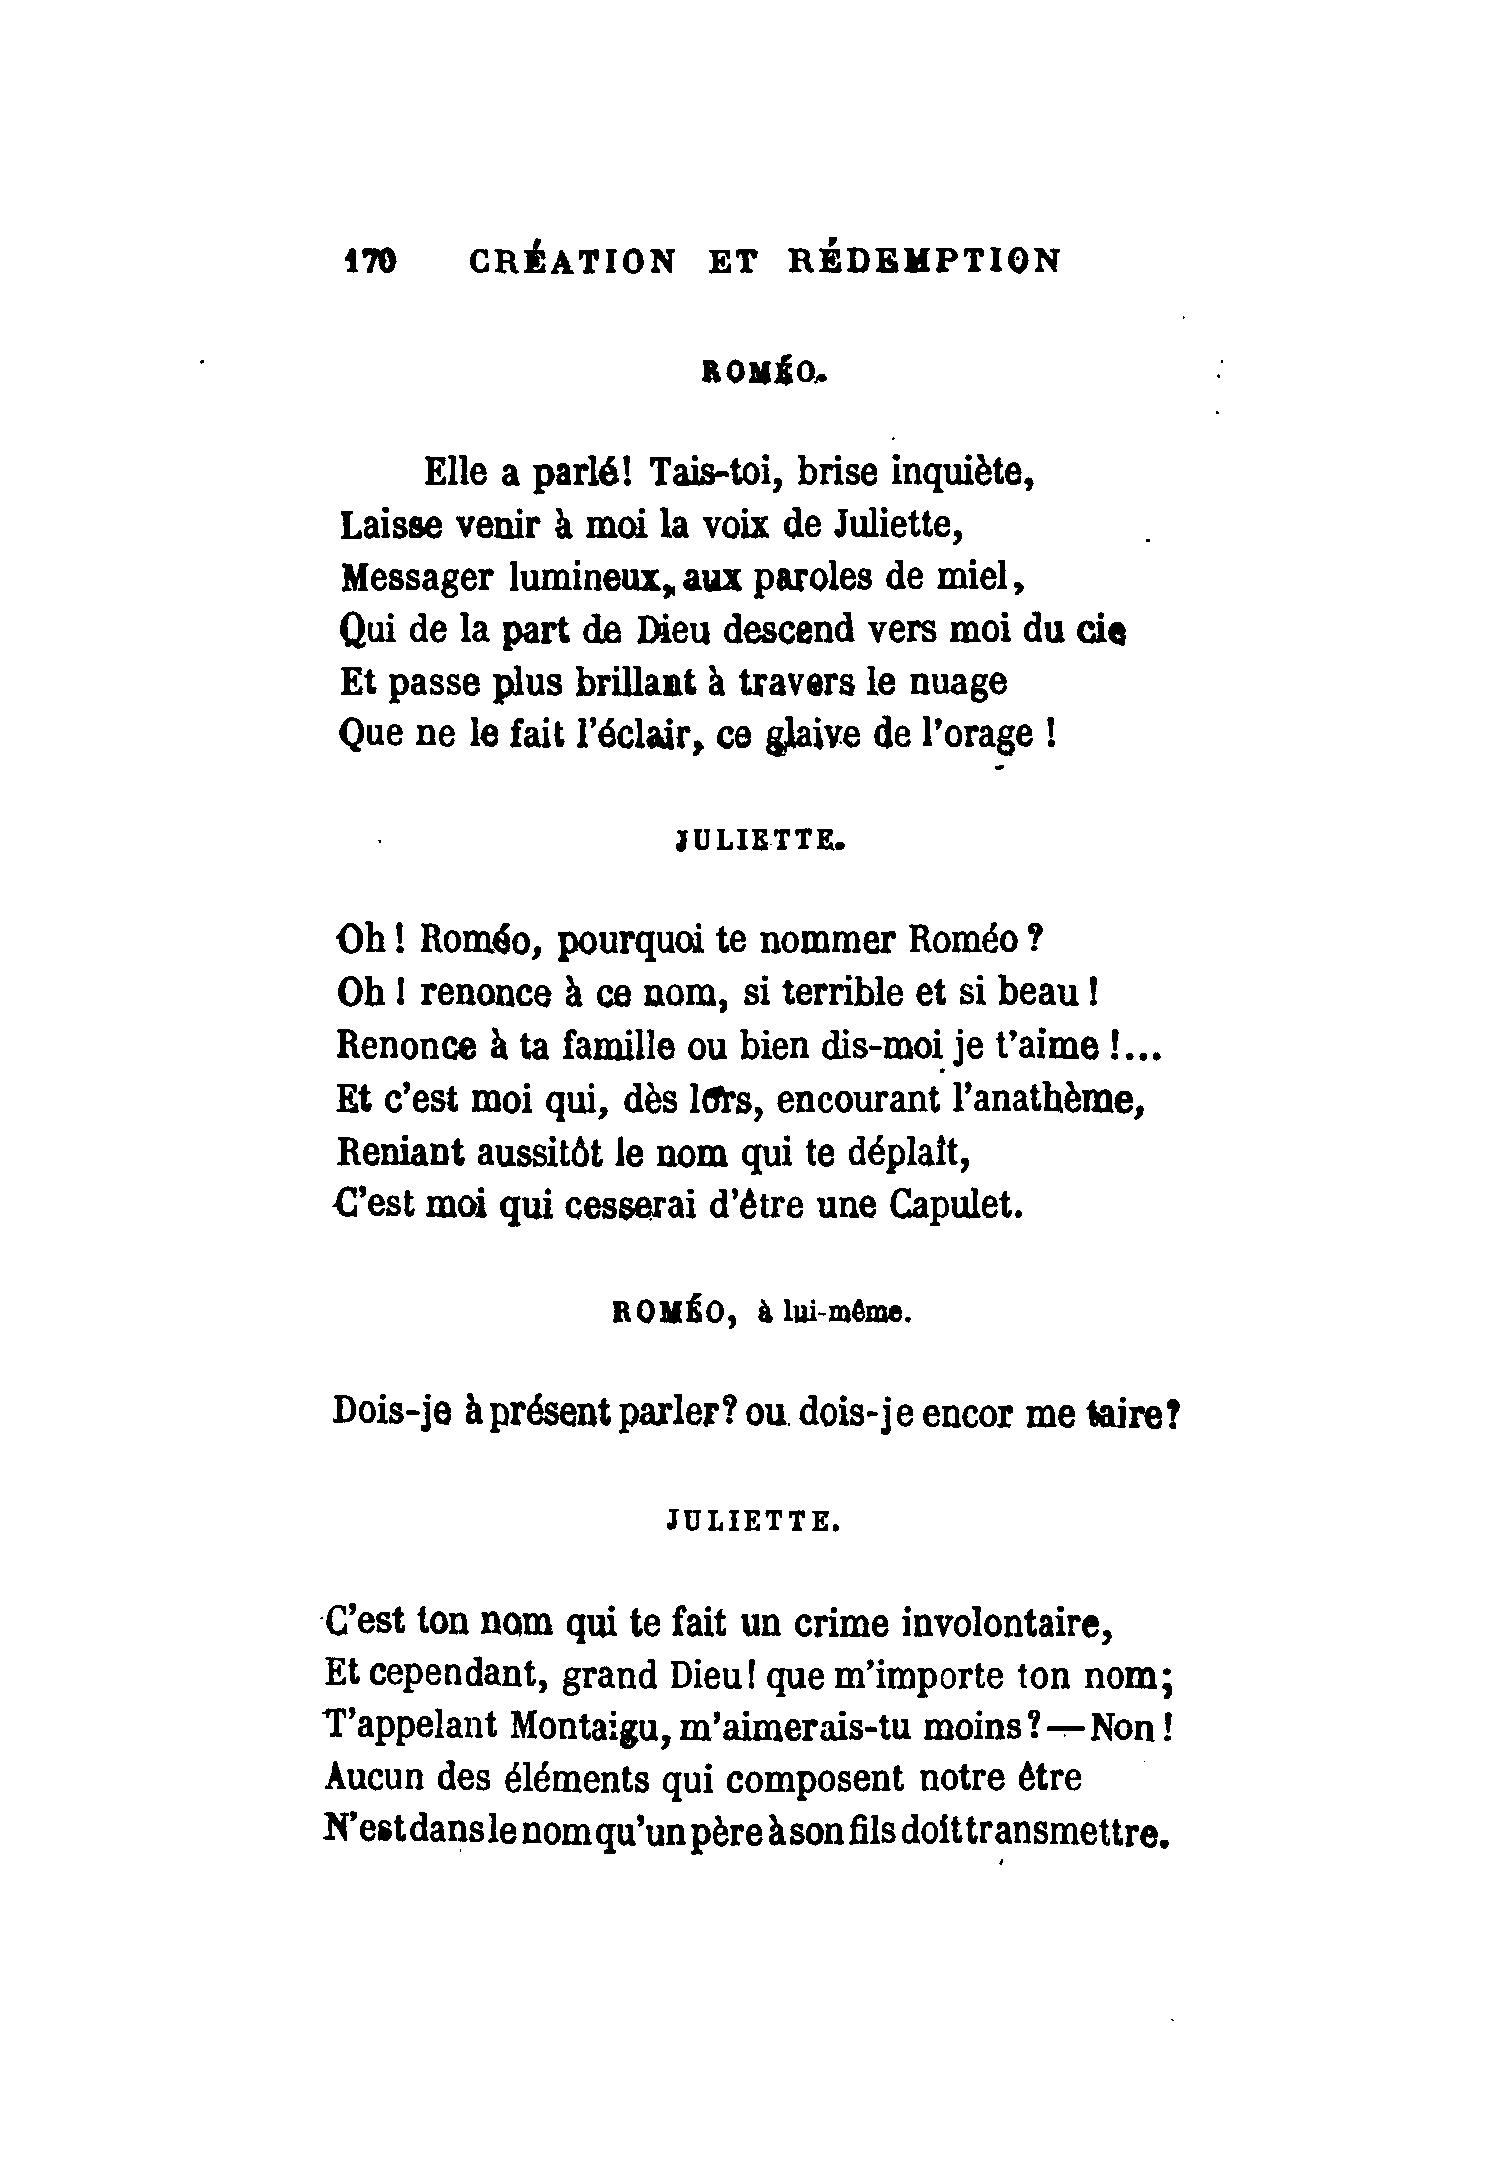 170 CRÉATION ET RÉDEMPTION
ROMÉO.
Elle a parlé! Tais-toi, brise inquiète,
Laisse venir à moi la voix de Juliette,
Messager lumineux, aux paroles de miel,
Qui de la part de Dieu descend vers moi du cie
Et passe plus brillant à travers le nuage
Que ne le fait l'éclair, ce glaive de l'orage !
JULIETTE.
Oh ! Roméo, pourquoi te nommer Roméo ?
Oh ! renonce à ce nom, si terrible et si beau !
Renonce à ta famille ou bien dis-moi je t'aime !...
Et c'est moi qui, dès lors, encourant l'anathème,
Reniant aussitôt le nom qui te déplaît,
C'est moi qui cesserai d'être une Capulet.
ROMÉO, à lui-même.
Dois-je à présent parler? ou dois-je encor me taire?
JULIETTE.
C'est ton nom qui te fait un crime involontaire,
Et cependant, grand Dieu! que m'importe ton nom;
T'appelant Montaigu, m'aimerais-tu moins? — Non !
Aucun des éléments qui composent notre être
N'est dans le nom qu'un père à son fils doit transmettre.